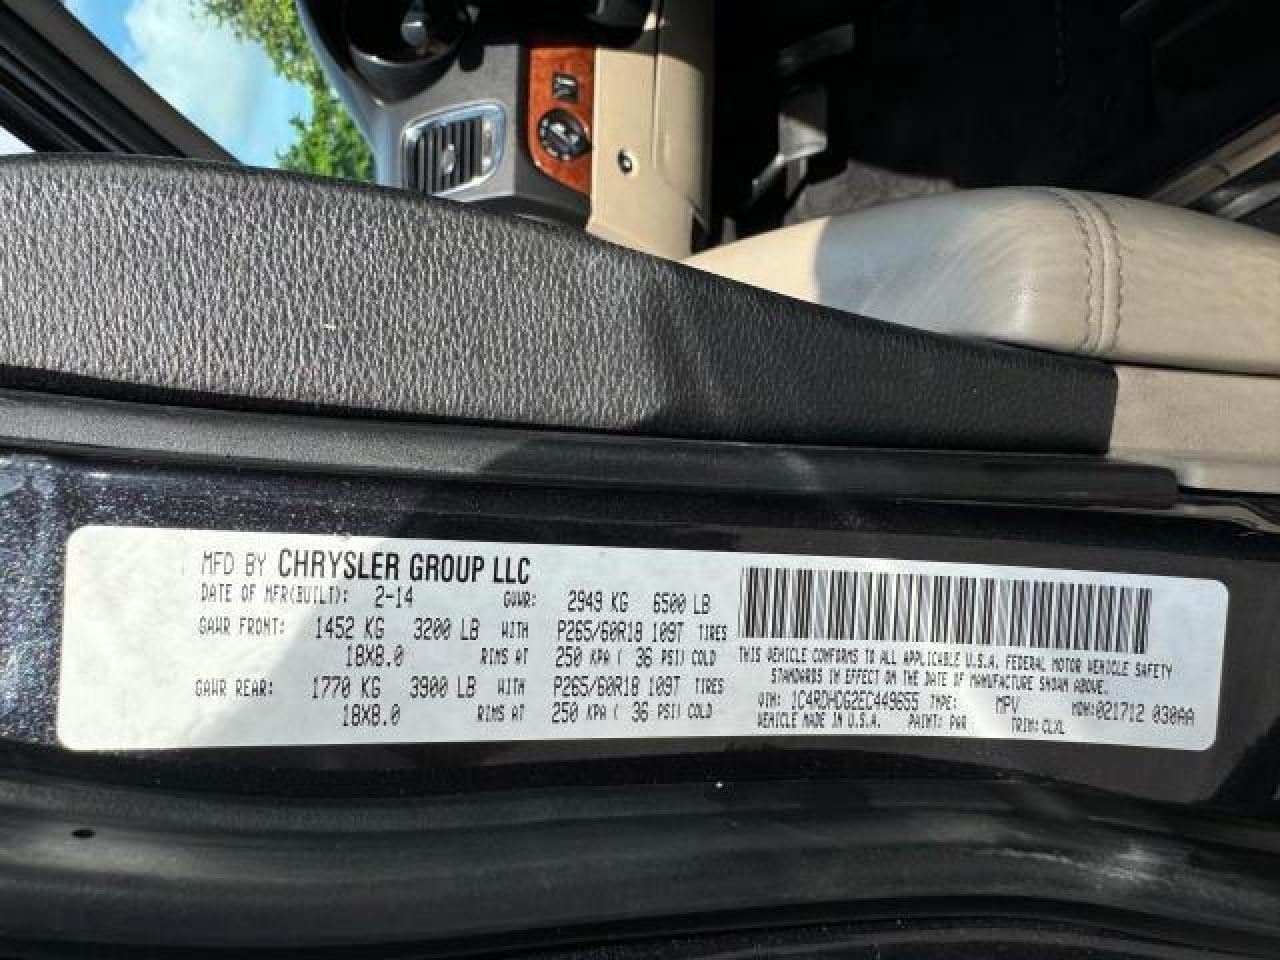 MFD BY CHRYSLER GROUP LLC
DATE OF MFR(BUILT): 2-14 GVWR: 2949 KG 6500 LB
GAWR FRONT: 1452 KG 3200 LB WITH P265/60R18 109T TIRES
18X8.0 RIMS AT 250 KPA ( 36 PSI) COLD
GAWR REAR: 1770 KG 3900 LB WITH P265/60R18 109T TIRES
18X8.0 RIMS AT 250 KPA ( 36 PSI) COLD
THIS VEHICLE CONFORMS TO ALL APPLICABLE U.S.A. FEDERAL MOTOR VEHICLE SAFETY
STANDARDS IN EFFECT ON THE DATE OF MANUFACTURE SHOWN ABOVE.
VIN: 1C4RDHDG2EC449655 TYPE: MPV MDH:021712 030AA
VEHICLE MADE IN U.S.A. PAINT: PWR TRIM:CLXL